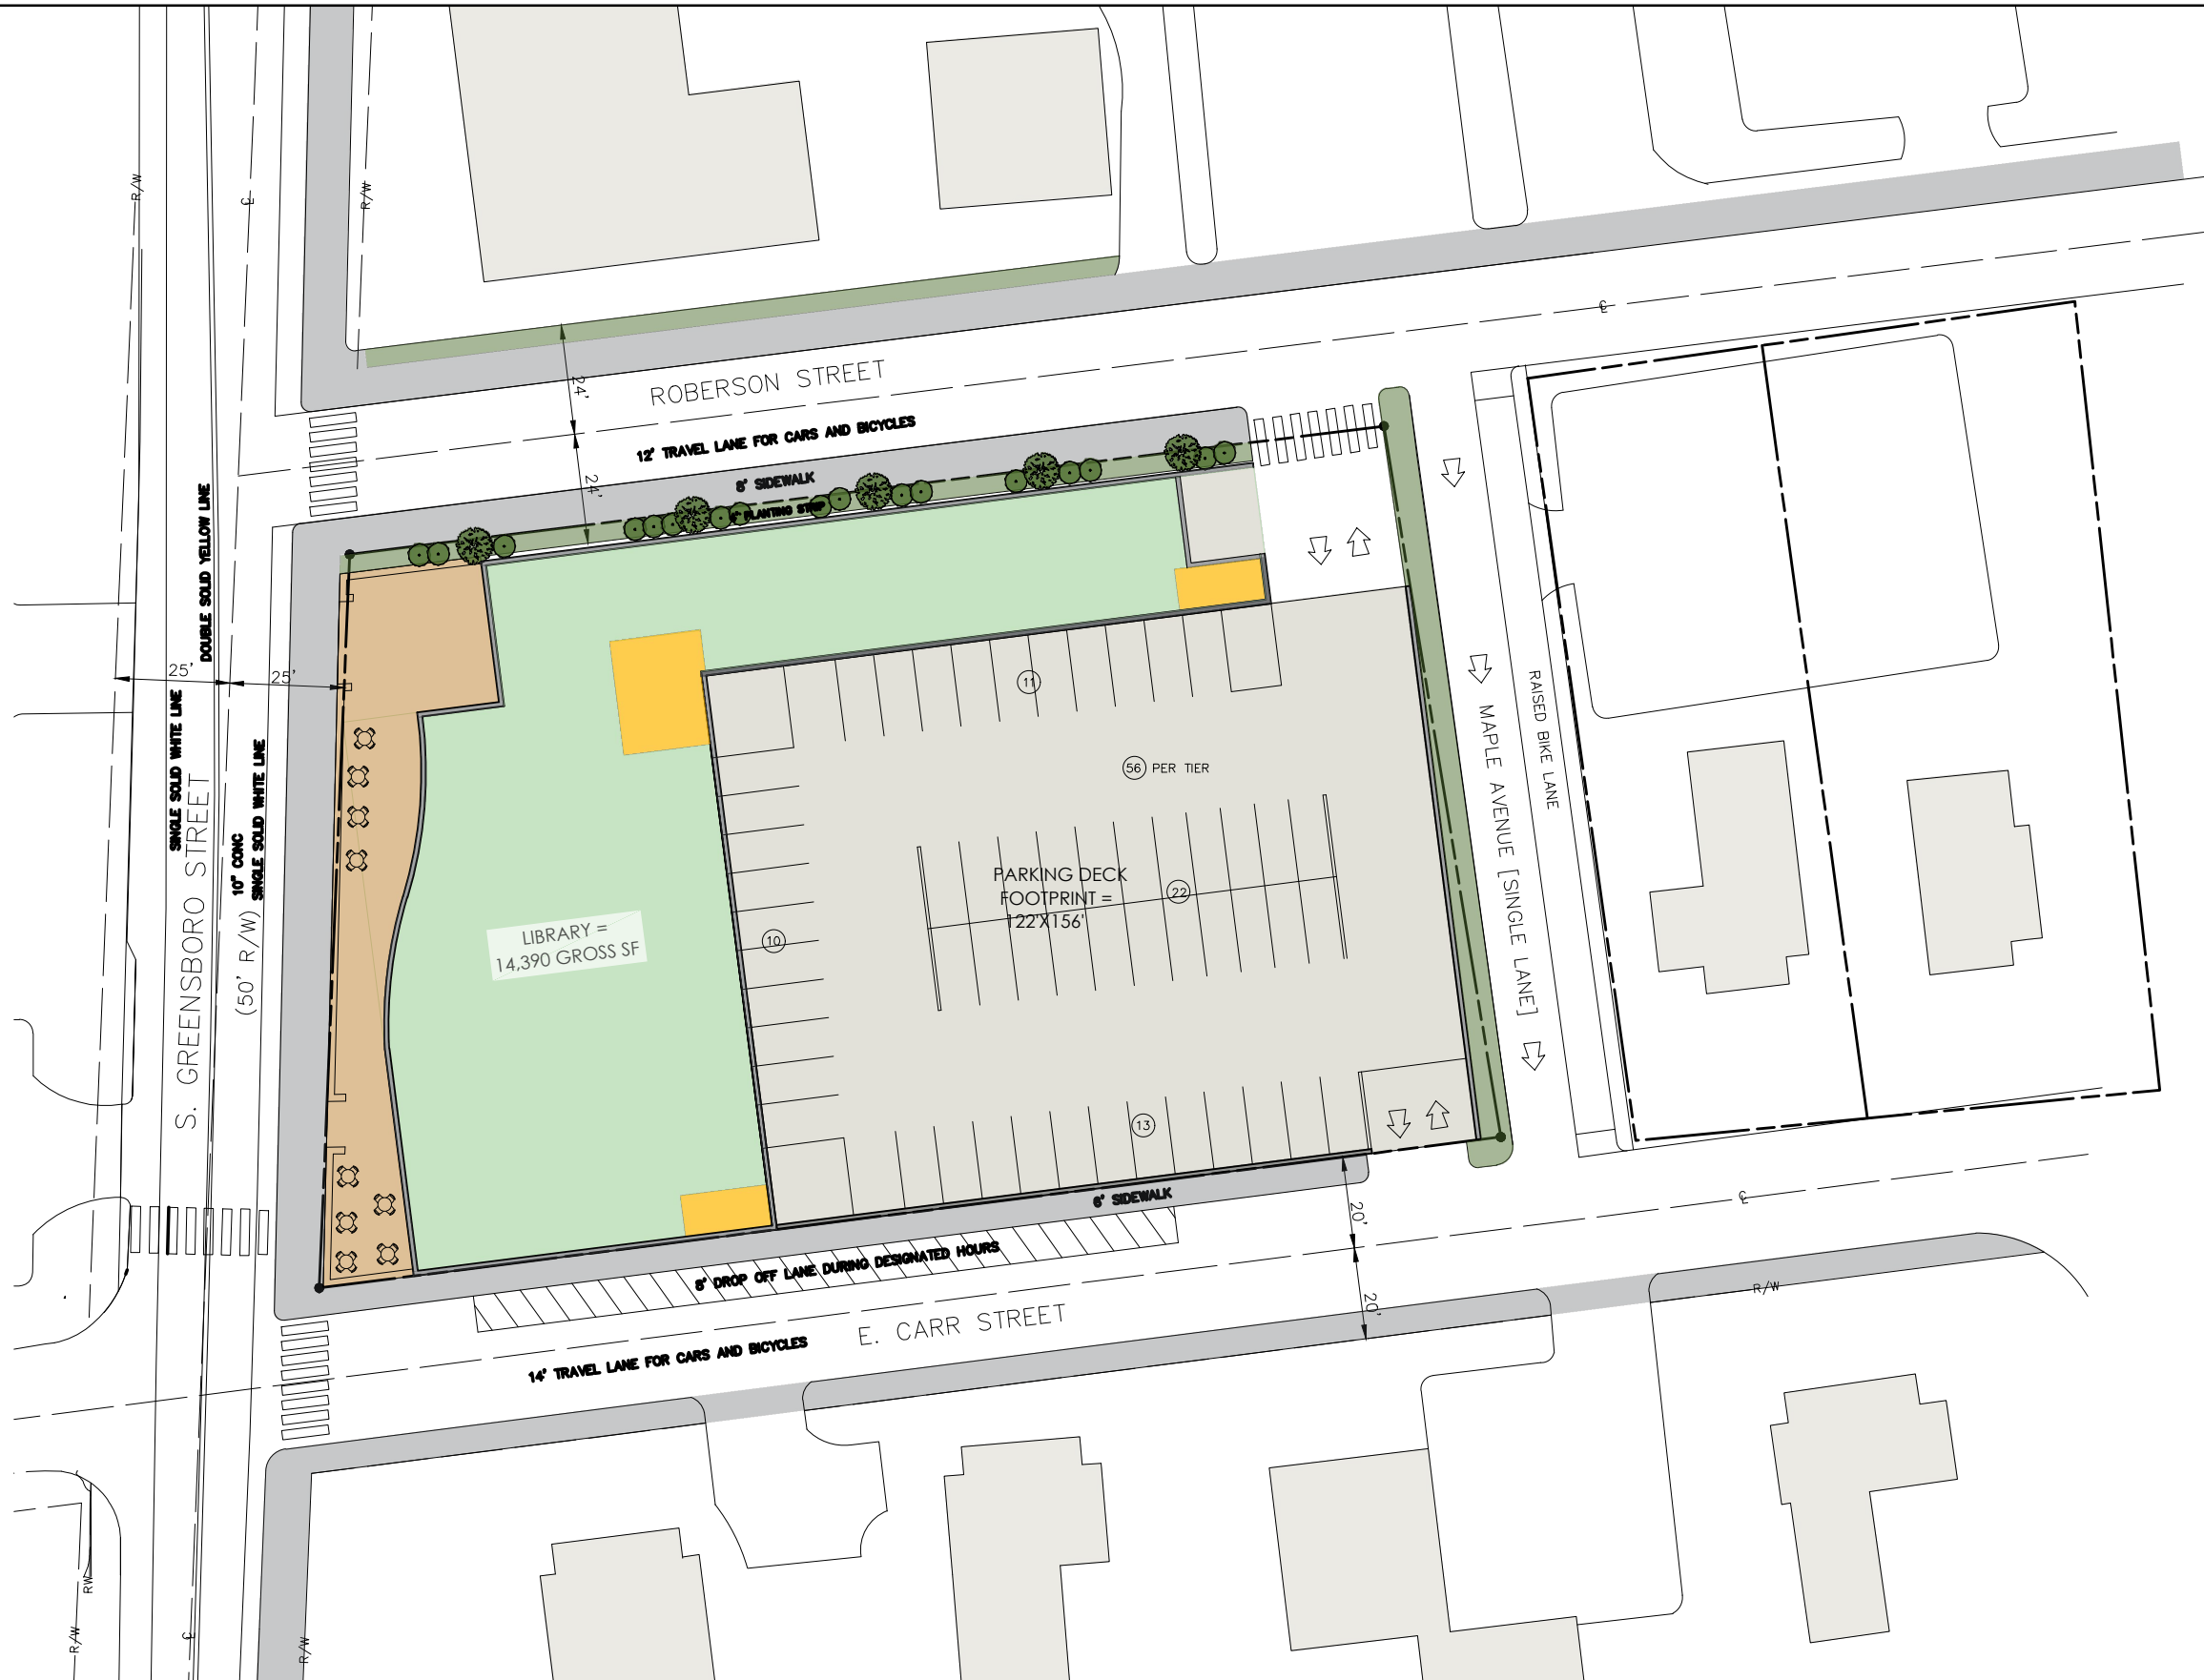 R/W
R/W
℄
℄
24'
ROBERSON STREET
12' TRAVEL LANE FOR CARS AND BICYCLES
24'
8' SIDEWALK
PLANTING STRIP
DOUBLE SOLID YELLOW LINE
25'
25'
SINGLE SOLID WHITE LINE
S. GREENSBORO STREET
10" CONC
SINGLE SOLID WHITE LINE
(50' R/W)
11
56 PER TIER
MAPLE AVENUE [SINGLE LANE]
RAISED BIKE LANE
PARKING DECK
FOOTPRINT =
122'X156'
22
10
LIBRARY =
14,390 GROSS SF
13
6' SIDEWALK
20'
℄
8' DROP OFF LANE DURING DESIGNATED HOURS
20'
R/W
E. CARR STREET
14' TRAVEL LANE FOR CARS AND BICYCLES
RW
R/W
℄
R/W